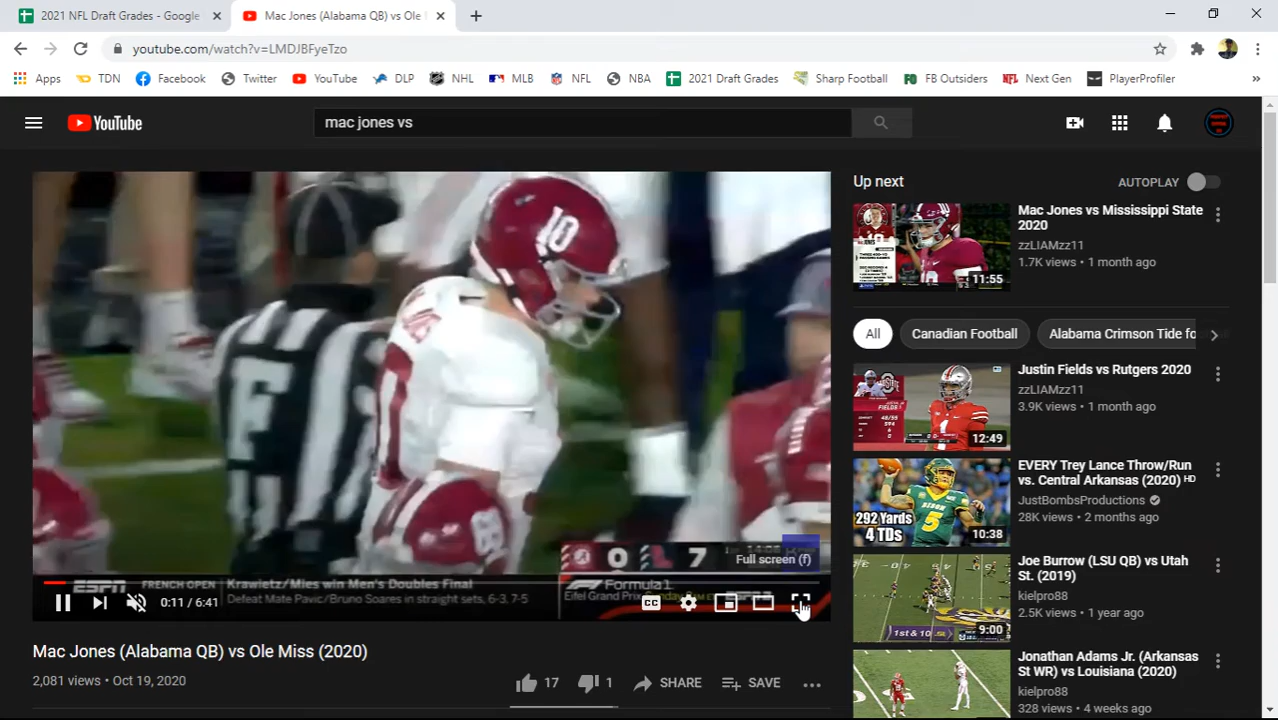 2021 NFL Draft Grades - Google
Mac Jones (Alabama QB) vs Ole
youtube.com/watch?v=LMDJBFyeTzo
Apps
TDN
Facebook
Twitter
YouTube
DLP
NHL
MLB
NFL
NBA
2021 Draft Grades
Sharp Football
FB Outsiders
Next Gen
PlayerProfiler
YouTube
mac jones vs
10
F
0
7
Full screen (f)
ESPN
FRENCH OPEN
Krawietz/Mies win Men's Doubles Final
Defeat Mate Pavic/Bruno Soares in straight sets, 6-3, 7-5
Formula 1
Eifel Grand Prix
0:11 / 6:41
CC
Mac Jones (Alabama QB) vs Ole Miss (2020)
2,081 views • Oct 19, 2020
17
1
SHARE
SAVE
Up next
AUTOPLAY
Mac Jones vs Mississippi State
2020
zzLIAMzz11
1.7K views • 1 month ago
11:55
All
Canadian Football
Alabama Crimson Tide fo
Justin Fields vs Rutgers 2020
zzLIAMzz11
3.9K views • 1 month ago
12:49
EVERY Trey Lance Throw/Run
vs. Central Arkansas (2020) HD
JustBombsProductions
28K views • 2 months ago
292 Yards
4 TDs
10:38
Joe Burrow (LSU QB) vs Utah
St. (2019)
kielpro88
2.5K views • 1 year ago
1st & 10
9:00
Jonathan Adams Jr. (Arkansas
St WR) vs Louisiana (2020)
kielpro88
328 views • 4 weeks ago